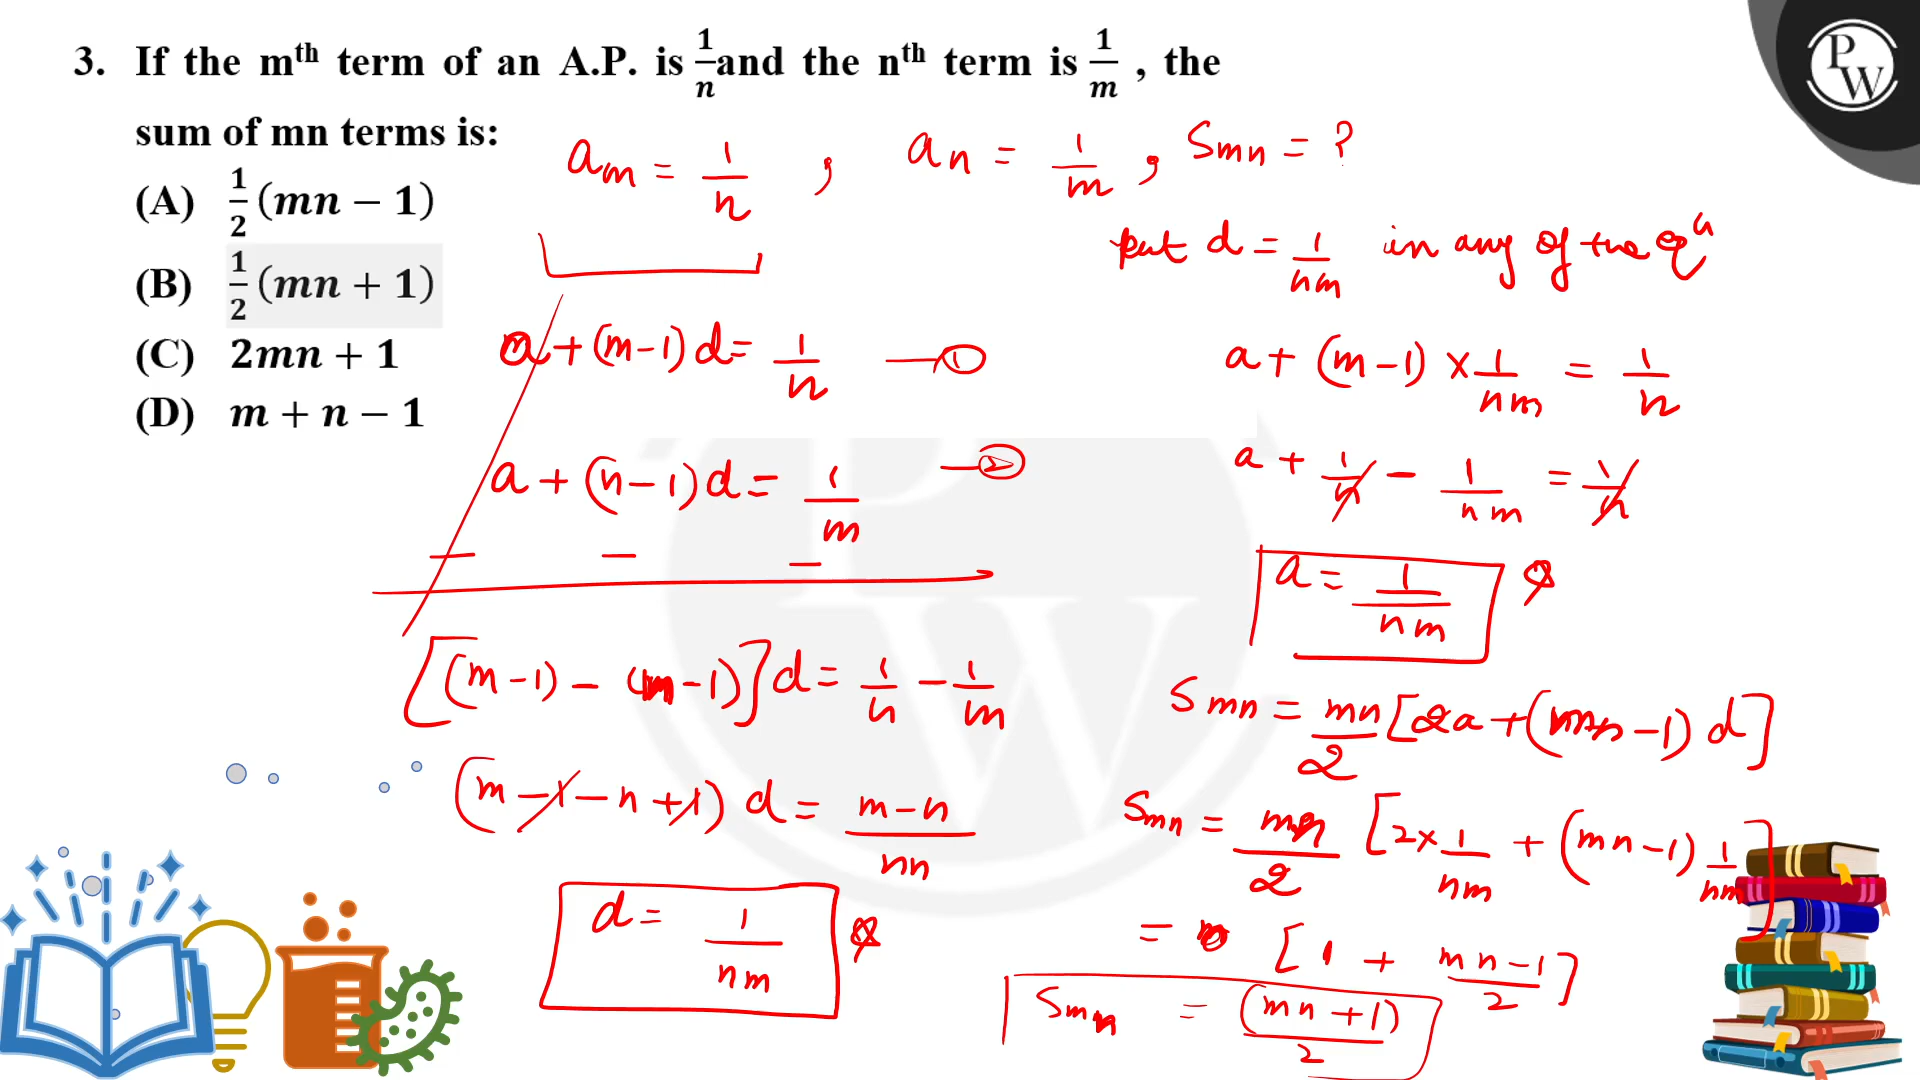 3. If the mᵗʰ term of an A.P. is 1/n and the nᵗʰ term is 1/m , the
sum of mn terms is:
(A) 1/2 (mn − 1)
(B) 1/2 (mn + 1)
(C) 2mn + 1
(D) m + n − 1
PW
aₘ = 1/n , aₙ = 1/m , Sₘₙ = ?
a + (m-1) d = 1/n — ①
a + (n-1) d = 1/m — ②
− − −
[(m-1) − (n-1)] d = 1/n − 1/m
(m − 1 − n + 1) d = (m-n)/nn
d = 1/nm
put d = 1/nm in any of the eqⁿ
a + (m-1) × 1/nm = 1/n
a + 1/n − 1/nm = 1/n
a = 1/nm
Smn = mn/2 [2a + (mn-1) d]
Smn = mn/2 [2 × 1/nm + (mn-1) 1/nm]
= [1 + (mn-1)/2]
Smn = (mn+1)/2
PW